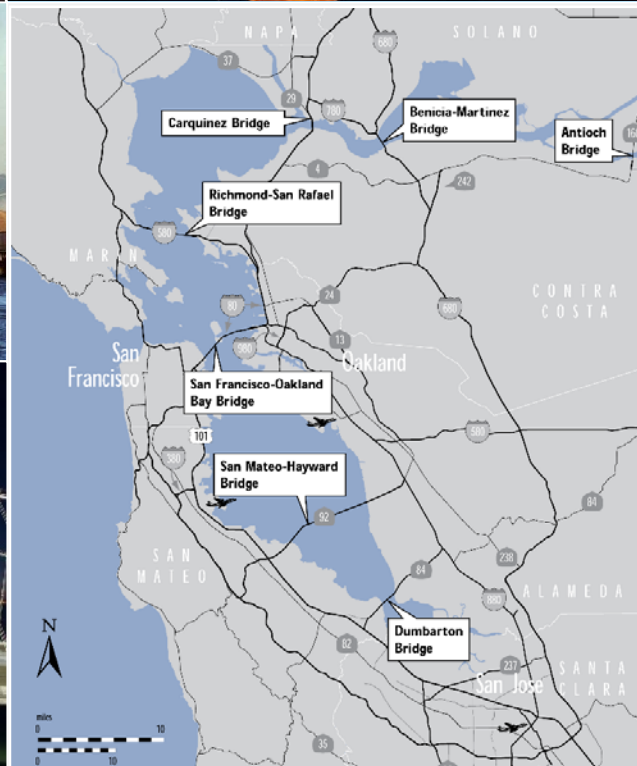 NAPA
SOLANO
680
37
29
780
Carquinez Bridge
Benicia-Martinez
Bridge
Antioch
Bridge
4
242
Richmond-San Rafael
Bridge
580
MARIN
80
24
680
CONTRA
COSTA
13
980
San
Francisco
Oakland
San Francisco-Oakland
Bay Bridge
101
580
380
San Mateo-Hayward
Bridge
92
84
SAN
MATEO
238
84
880
ALAMEDA
N
Dumbarton
Bridge
82
237
SANTA
CLARA
San Jose
miles
0 10
0 10
35